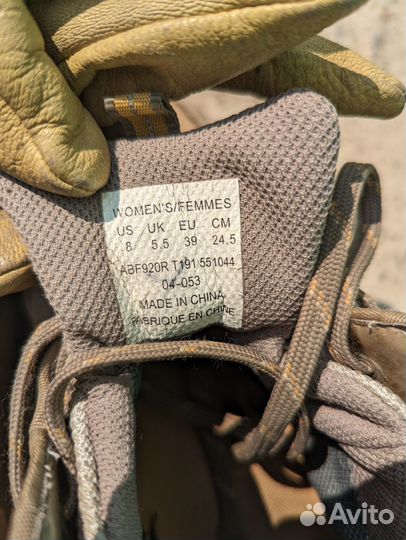 WOMEN'S/FEMMES
US UK EU CM
8 5.5 39 24.5
ABF920R T191 551044
04-053
MADE IN CHINA
FABRIQUE EN CHINE
Avito